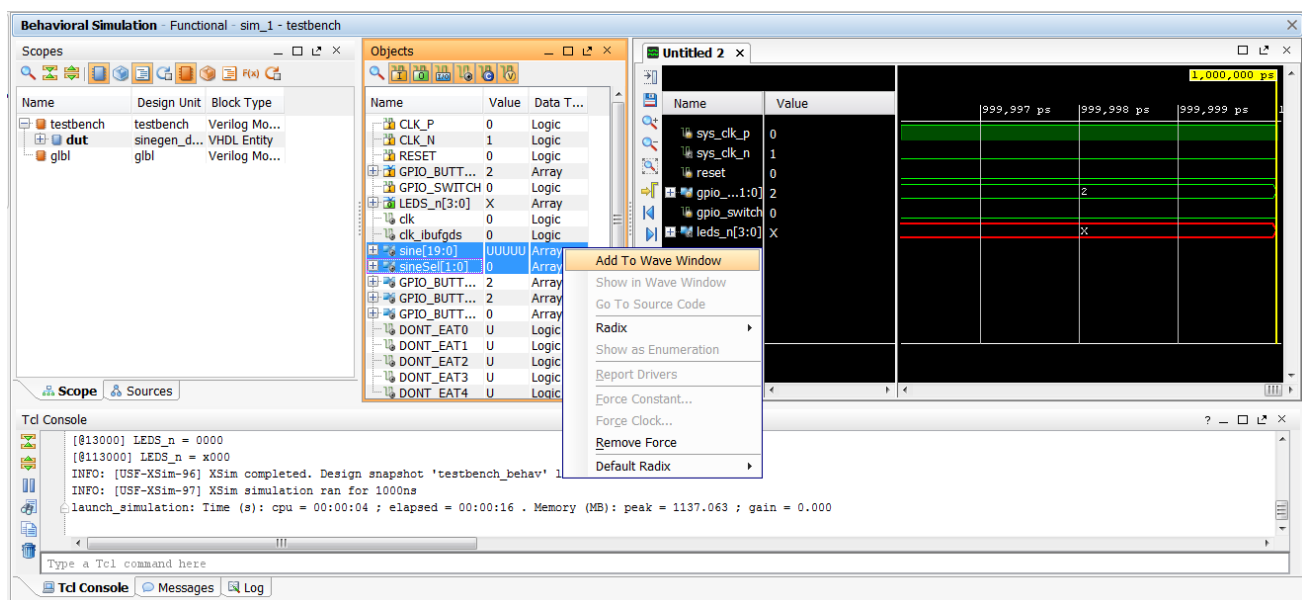 Behavioral Simulation - Functional - sim_1 - testbench
Scopes
F(x)
Name Design Unit Block Type
testbench testbench Verilog Mo...
dut sinegen_d... VHDL Entity
glbl glbl Verilog Mo...
Scope Sources
Objects
Name Value Data T...
CLK_P 0 Logic
CLK_N 1 Logic
RESET 0 Logic
GPIO_BUTT... 2 Array
GPIO_SWITCH 0 Logic
LEDS_n[3:0] X Array
clk 0 Logic
clk_ibufgds 0 Logic
sine[19:0] UUUUU Array
sineSel[1:0] 0 Array
GPIO_BUTT... 2 Array
GPIO_BUTT... 2 Array
GPIO_BUTT... 0 Array
DONT_EAT0 U Logic
DONT_EAT1 U Logic
DONT_EAT2 U Logic
DONT_EAT3 U Logic
DONT_EAT4 U Logic
Add To Wave Window
Show in Wave Window
Go To Source Code
Radix
Show as Enumeration
Report Drivers
Force Constant...
Force Clock...
Remove Force
Default Radix
Untitled 2
1,000,000 ps
Name Value
999,997 ps 999,998 ps 999,999 ps 1
sys_clk_p 0
sys_clk_n 1
reset 0
gpio_...1:0] 2 2
gpio_switch 0
leds_n[3:0] X X
Tcl Console
[@13000] LEDS_n = 0000
[@113000] LEDS_n = x000
INFO: [USF-XSim-96] XSim completed. Design snapshot 'testbench_behav' l
INFO: [USF-XSim-97] XSim simulation ran for 1000ns
launch_simulation: Time (s): cpu = 00:00:04 ; elapsed = 00:00:16 . Memory (MB): peak = 1137.063 ; gain = 0.000
Type a Tcl command here
Tcl Console Messages Log